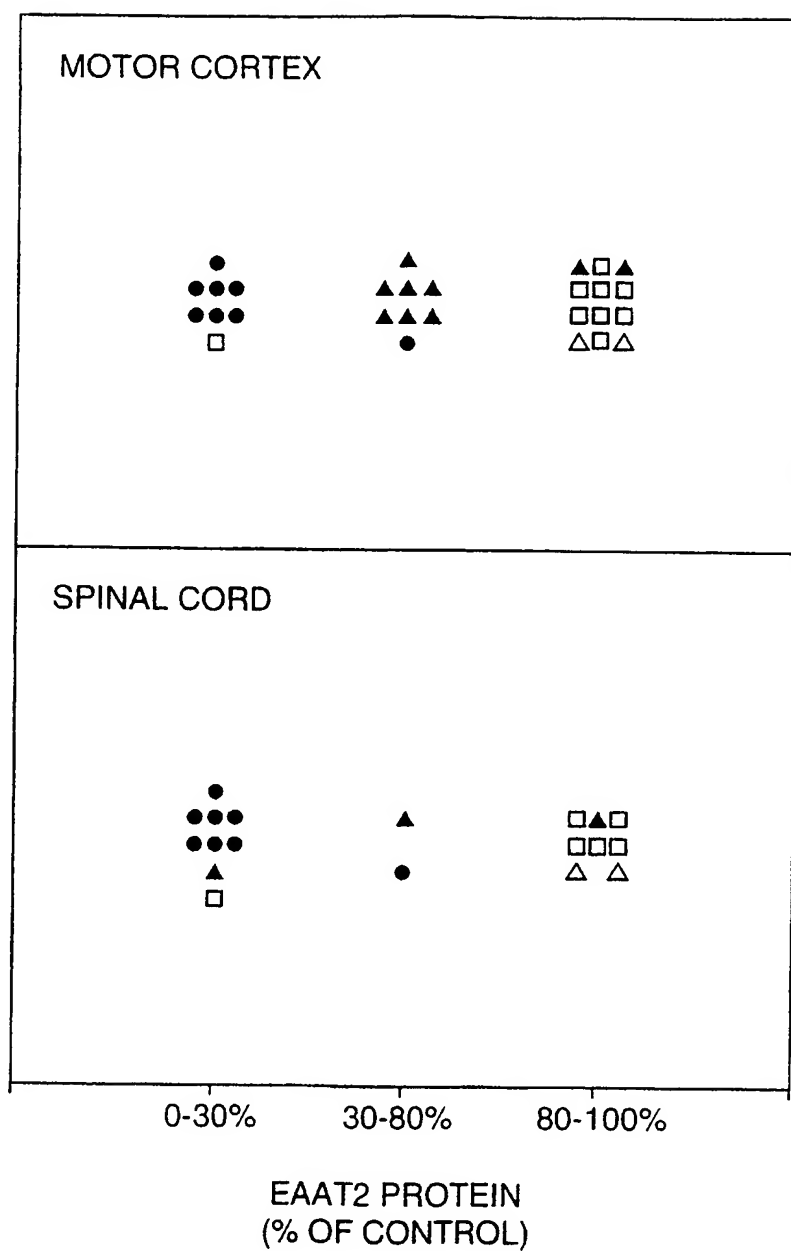 MOTOR CORTEX
SPINAL CORD
0-30% 30-80% 80-100%
EAAT2 PROTEIN
(% OF CONTROL)